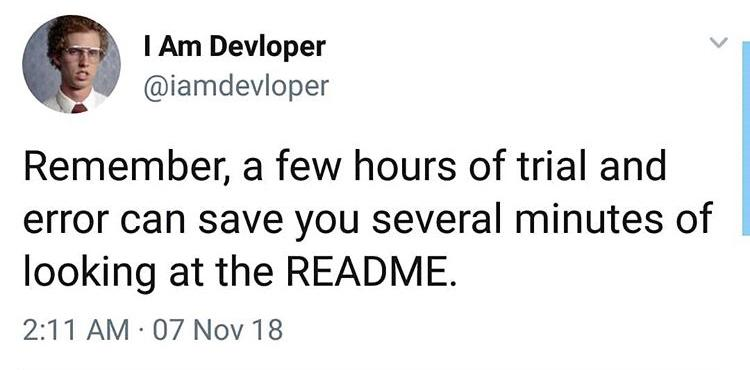 I Am Devloper
@iamdevloper
Remember, a few hours of trial and
error can save you several minutes of
looking at the README.
2:11 AM · 07 Nov 18